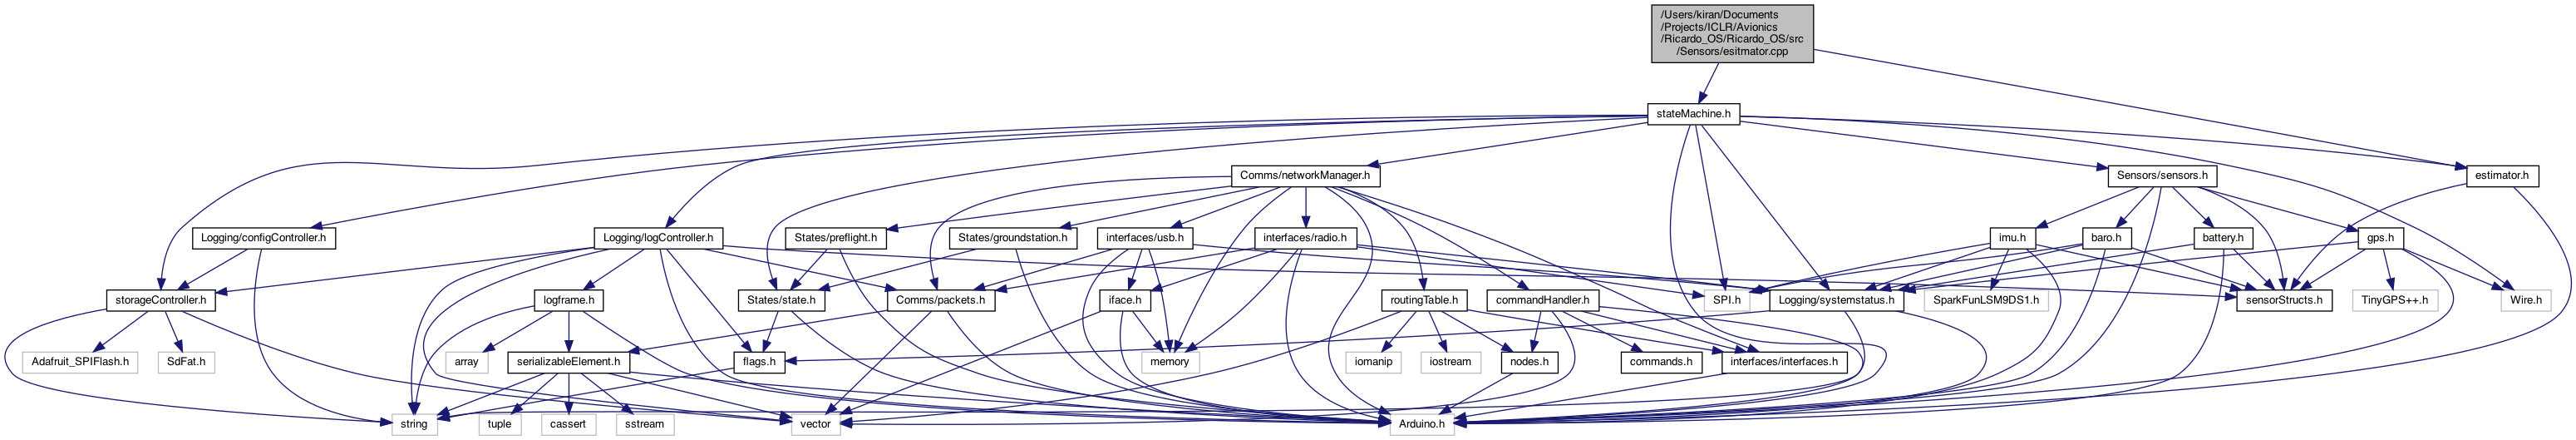 /Users/kiran/Documents
/Projects/ICLR/Avionics
/Ricardo_OS/Ricardo_OS/src
/Sensors/esitmator.cpp
stateMachine.h
Comms/networkManager.h
Sensors/sensors.h
estimator.h
Logging/configController.h
Logging/logController.h
States/preflight.h
States/groundstation.h
interfaces/usb.h
interfaces/radio.h
imu.h
baro.h
battery.h
gps.h
storageController.h
logframe.h
States/state.h
Comms/packets.h
iface.h
routingTable.h
commandHandler.h
SPI.h
Logging/systemstatus.h
SparkFunLSM9DS1.h
sensorStructs.h
TinyGPS++.h
Wire.h
Adafruit_SPIFlash.h
SdFat.h
array
serializableElement.h
flags.h
memory
iomanip
iostream
nodes.h
commands.h
interfaces/interfaces.h
string
tuple
cassert
sstream
vector
Arduino.h